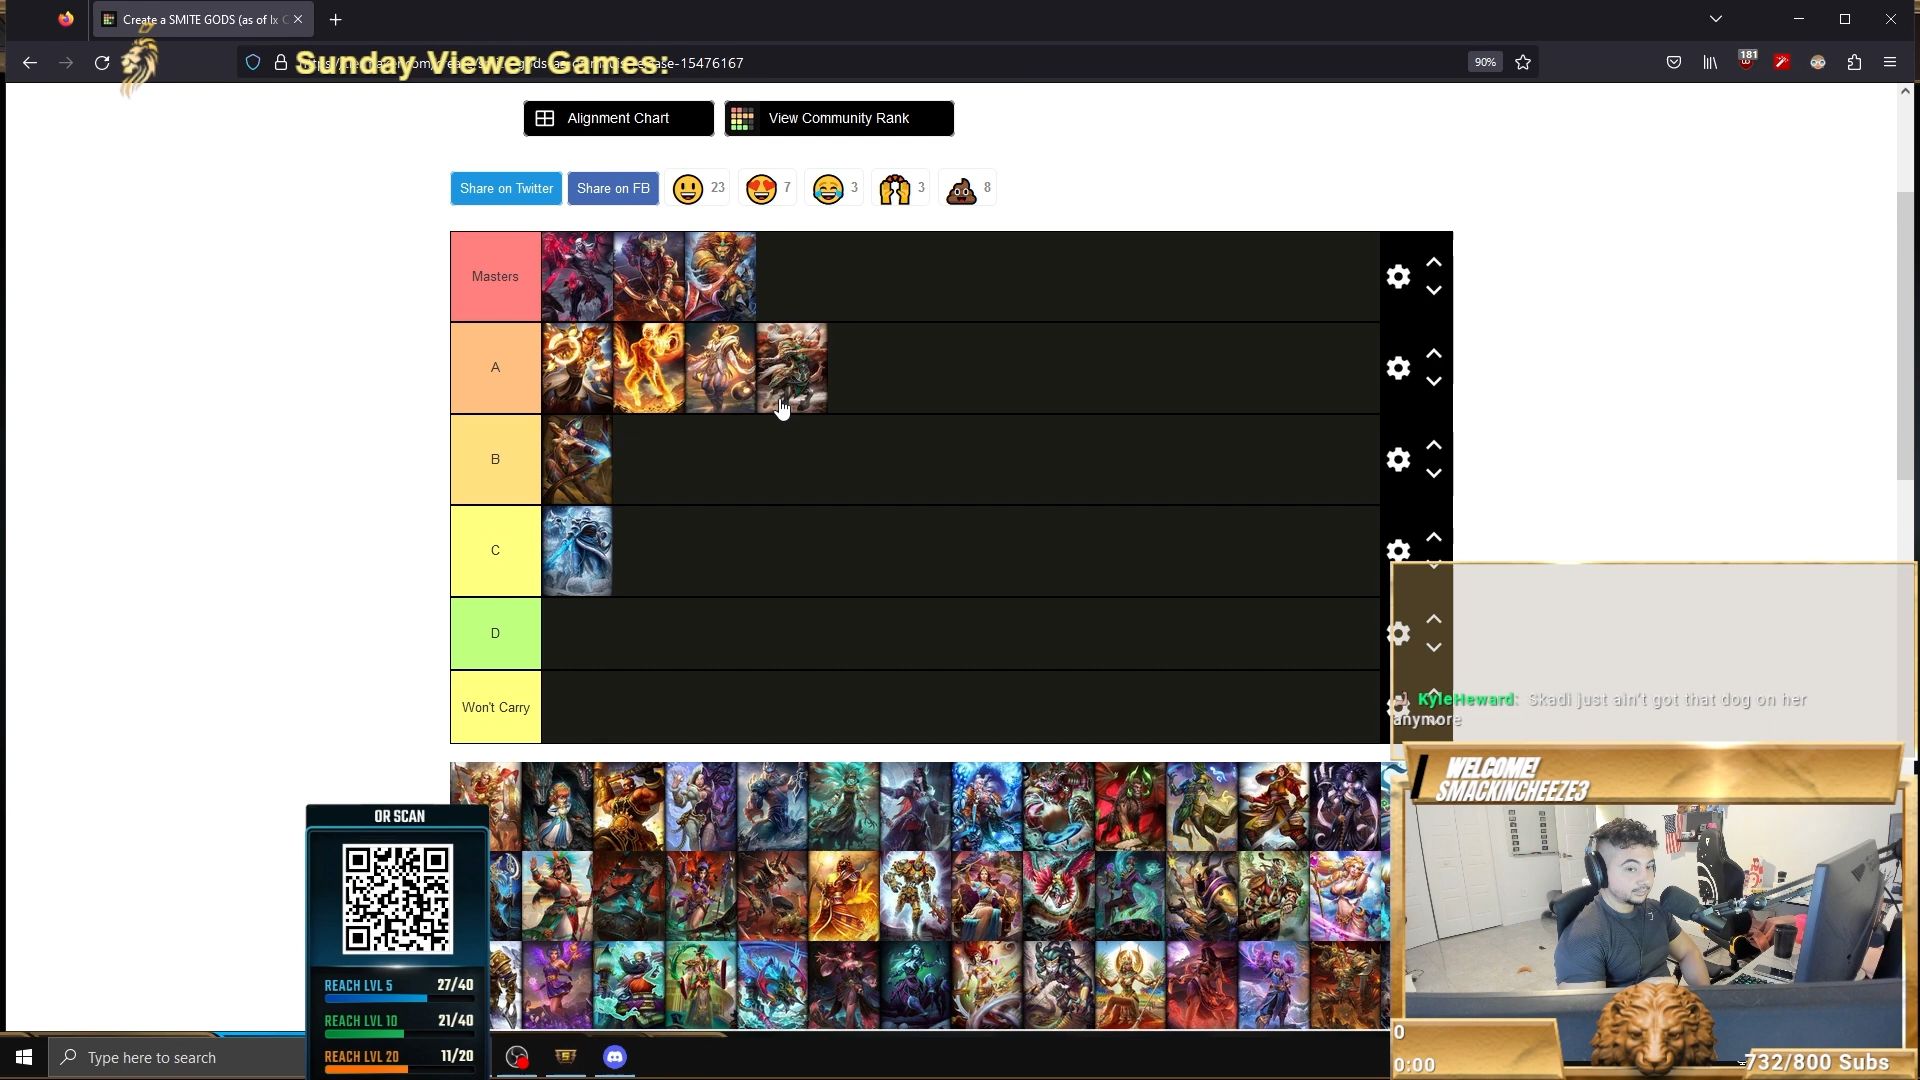 Create a SMITE GODS (as of Ix C
Sunday Viewer Games:
ase-15476167
90%
181
Alignment Chart
View Community Rank
Share on Twitter
Share on FB
23
7
3
3
8
Masters
A
B
C
D
Won't Carry
KyleHeward: Skadi just ain't got that dog on her
anymore
WELCOME!
SMACKINCHEEZE3
OR SCAN
REACH LVL 5 27/40
REACH LVL 10 21/40
REACH LVL 20 11/20
Type here to search
0
0:00
732/800 Subs